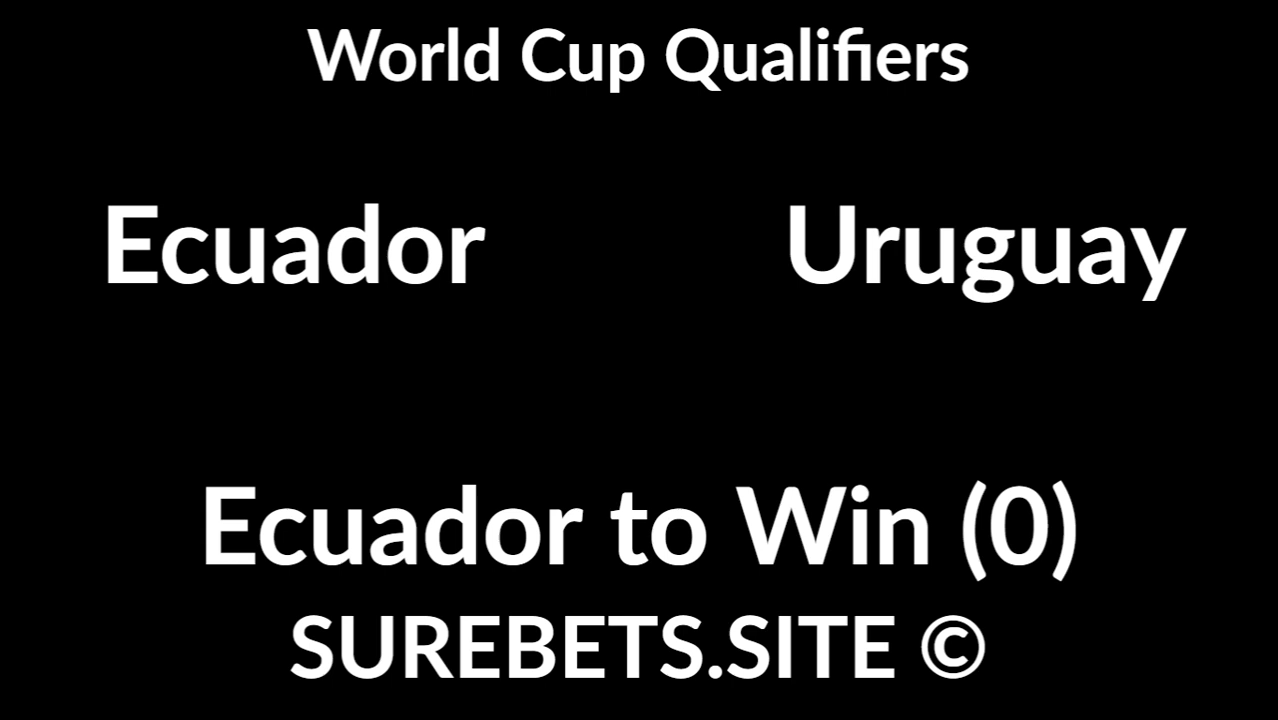 World Cup Qualifiers
Ecuador Uruguay
Ecuador to Win (0)
SUREBETS.SITE ©